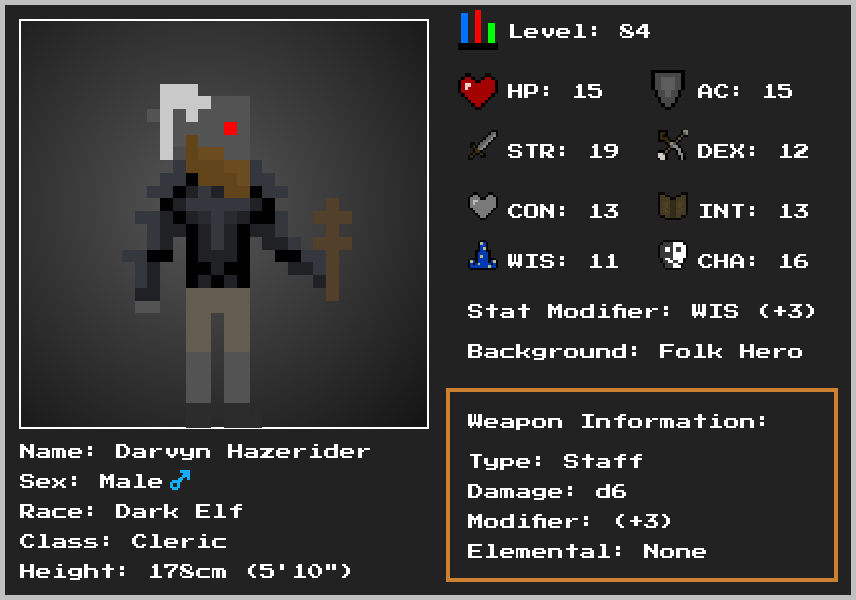 Level: 84
HP: 15
AC: 15
STR: 19
DEX: 12
CON: 13
INT: 13
WIS: 11
CHA: 16
Stat Modifier: WIS (+3)
Background: Folk Hero
Weapon Information:
Type: Staff
Damage: d6
Modifier: (+3)
Elemental: None
Name: Darvyn Hazerider
Sex: Male♂
Race: Dark Elf
Class: Cleric
Height: 178cm (5'10")